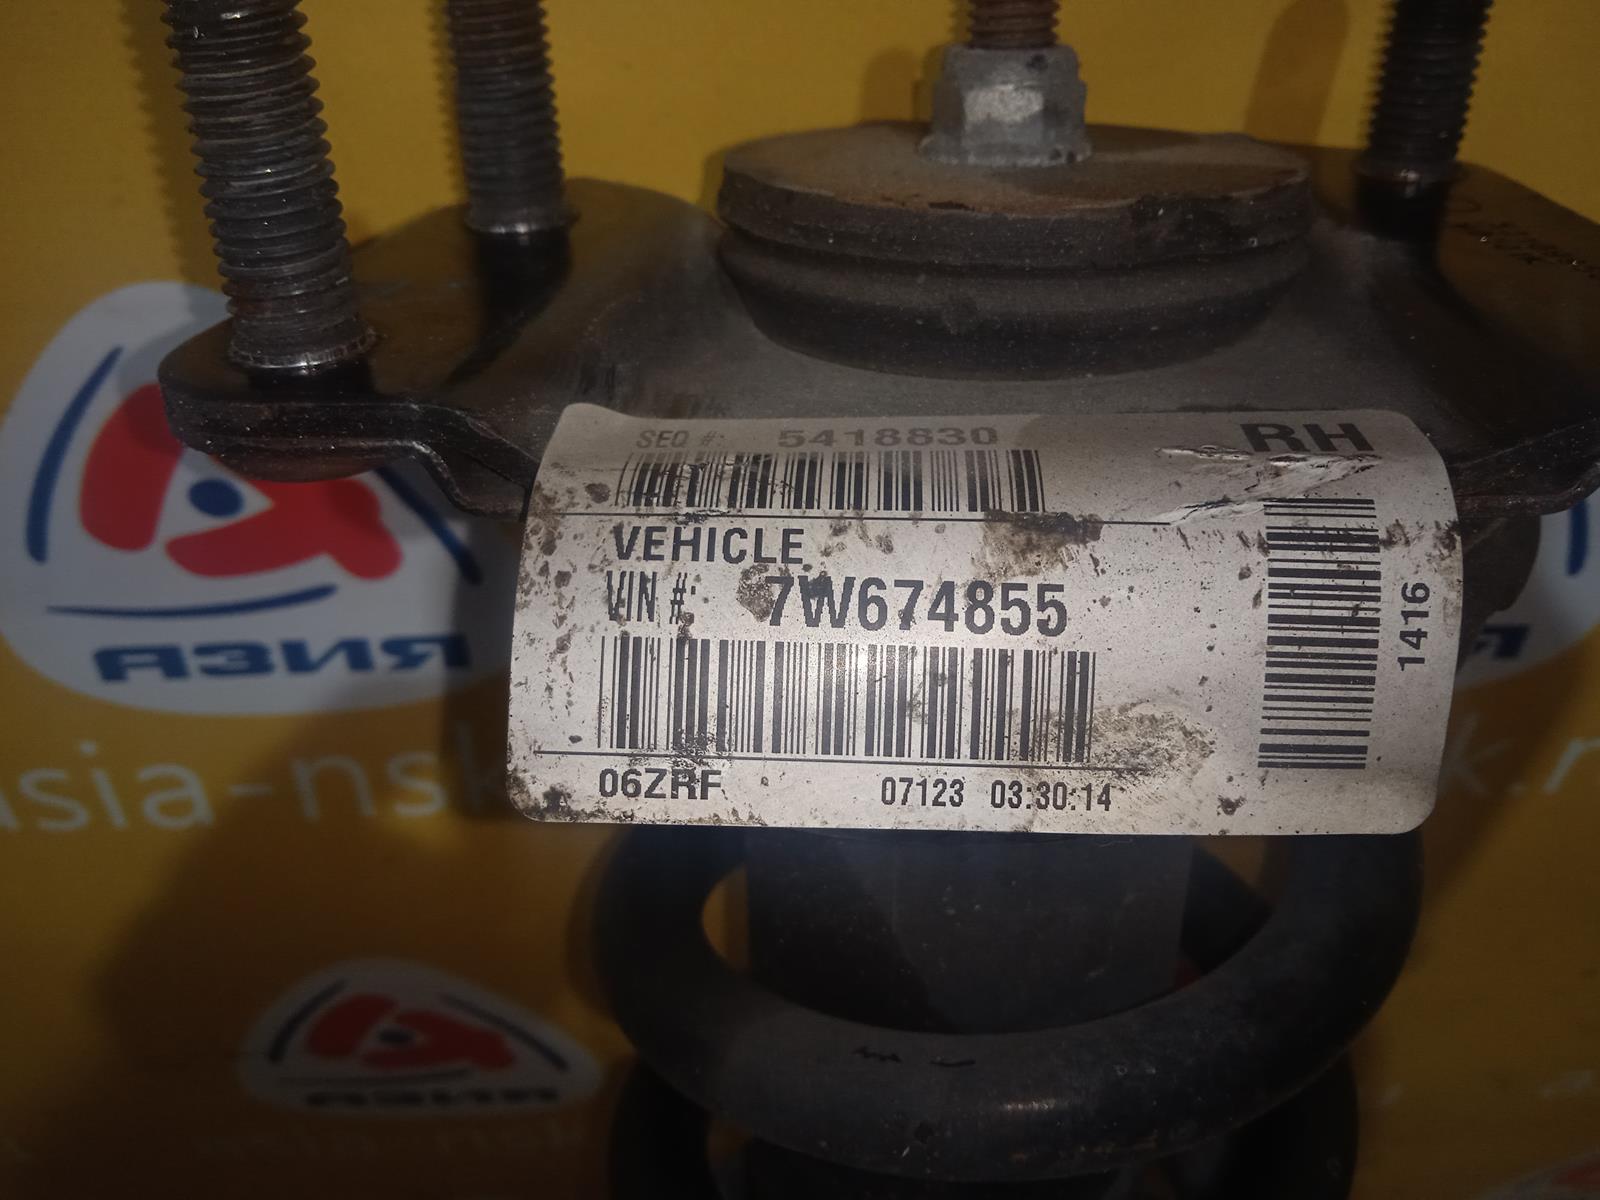 SEQ #: 5418830
RH
VEHICLE
VIN #: 7W674855
1416
06ZRF 07123 03:30:14
АЗИЯ
asia-nsk